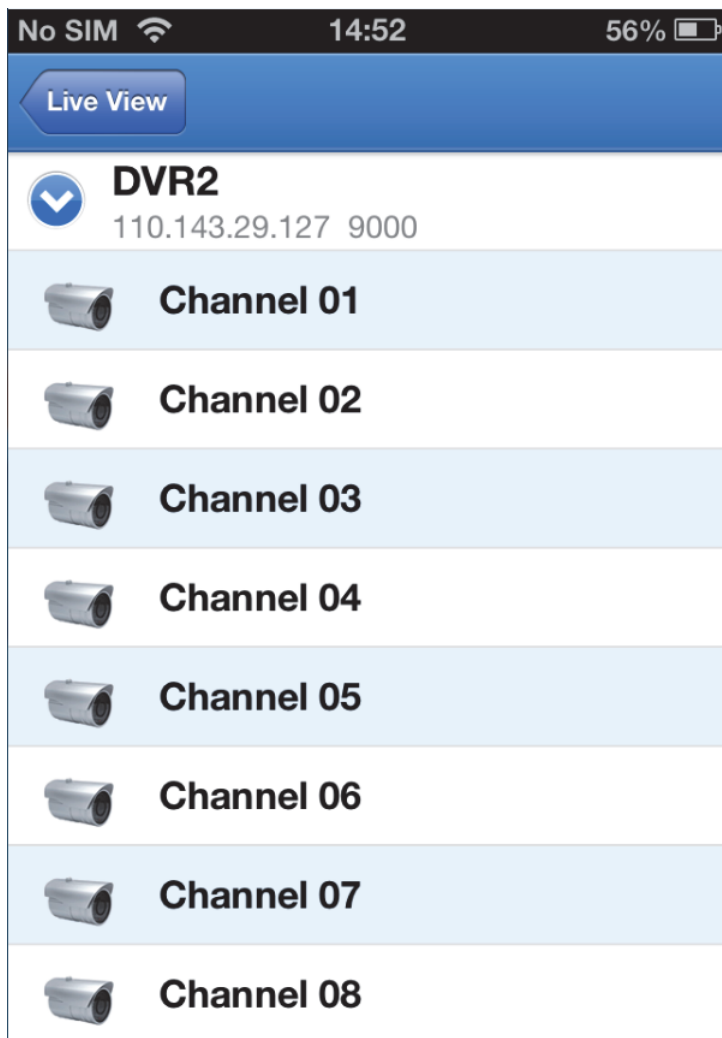 No SIM 14:52 56%
Live View
DVR2
110.143.29.127 9000
Channel 01
Channel 02
Channel 03
Channel 04
Channel 05
Channel 06
Channel 07
Channel 08